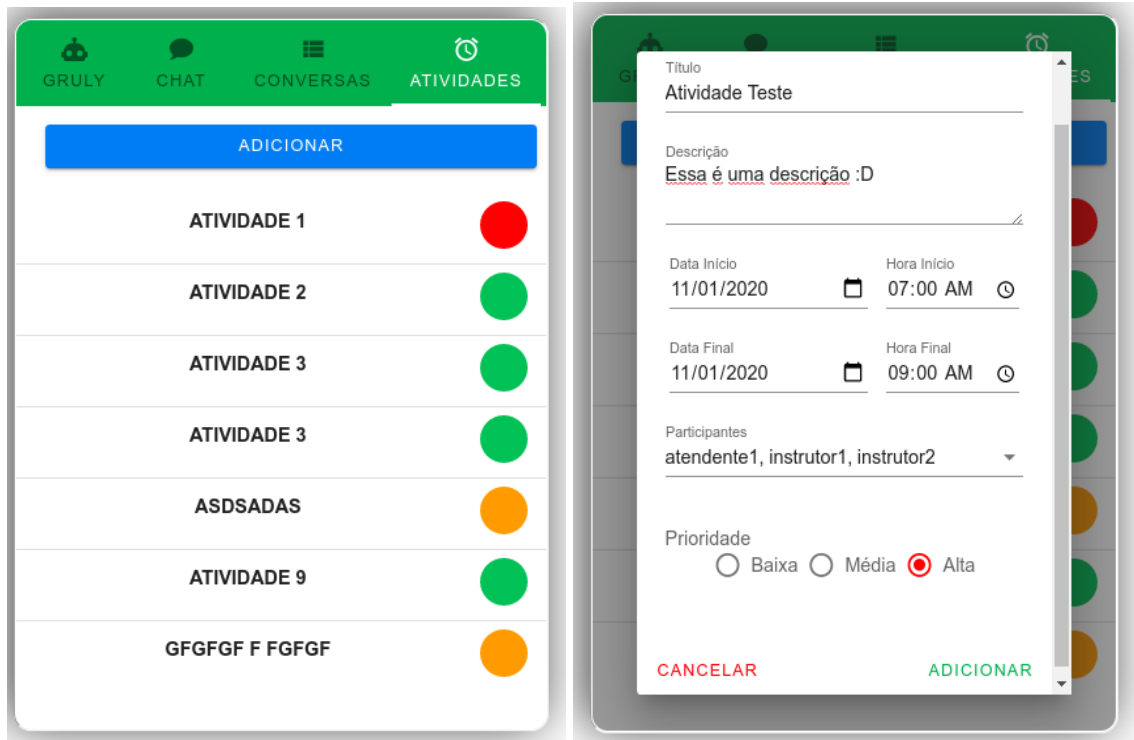 GRULY CHAT CONVERSAS ATIVIDADES
ADICIONAR
ATIVIDADE 1
ATIVIDADE 2
ATIVIDADE 3
ATIVIDADE 3
ASDSADAS
ATIVIDADE 9
GFGFGF F FGFGF
G ES
Título
Atividade Teste
Descrição
Essa é uma descrição :D
Data Início Hora Início
11/01/2020 07:00 AM
Data Final Hora Final
11/01/2020 09:00 AM
Participantes
atendente1, instrutor1, instrutor2
Prioridade
Baixa Média Alta
CANCELAR ADICIONAR